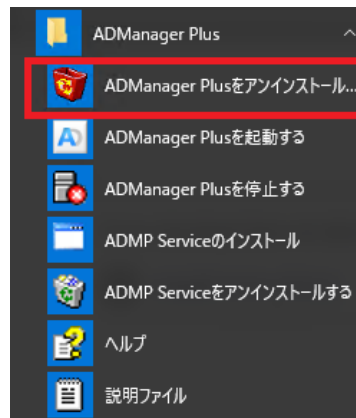 ADManager Plus
ADManager Plusをアンインストール...
ADManager Plusを起動する
ADManager Plusを停止する
ADMP Serviceのインストール
ADMP Serviceをアンインストールする
ヘルプ
説明ファイル